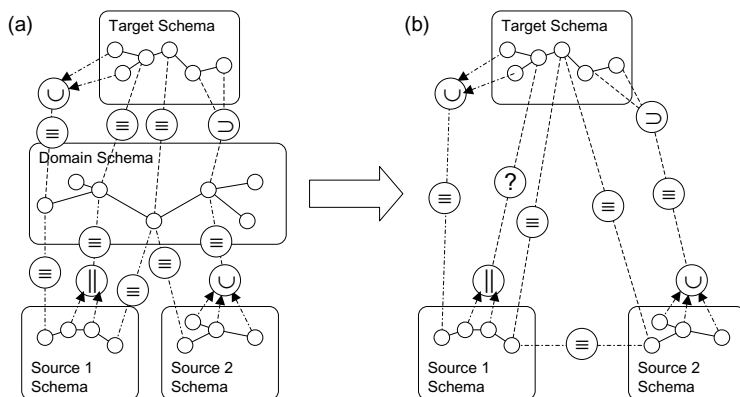 (a)
Target Schema
∪
≡
≡
≡
⊃
Domain Schema
≡
≡
≡
||
≡
≡
∪
Source 1
Schema
Source 2
Schema
(b)
Target Schema
∪
⊃
?
≡
≡
≡
≡
||
∪
≡
Source 1
Schema
Source 2
Schema